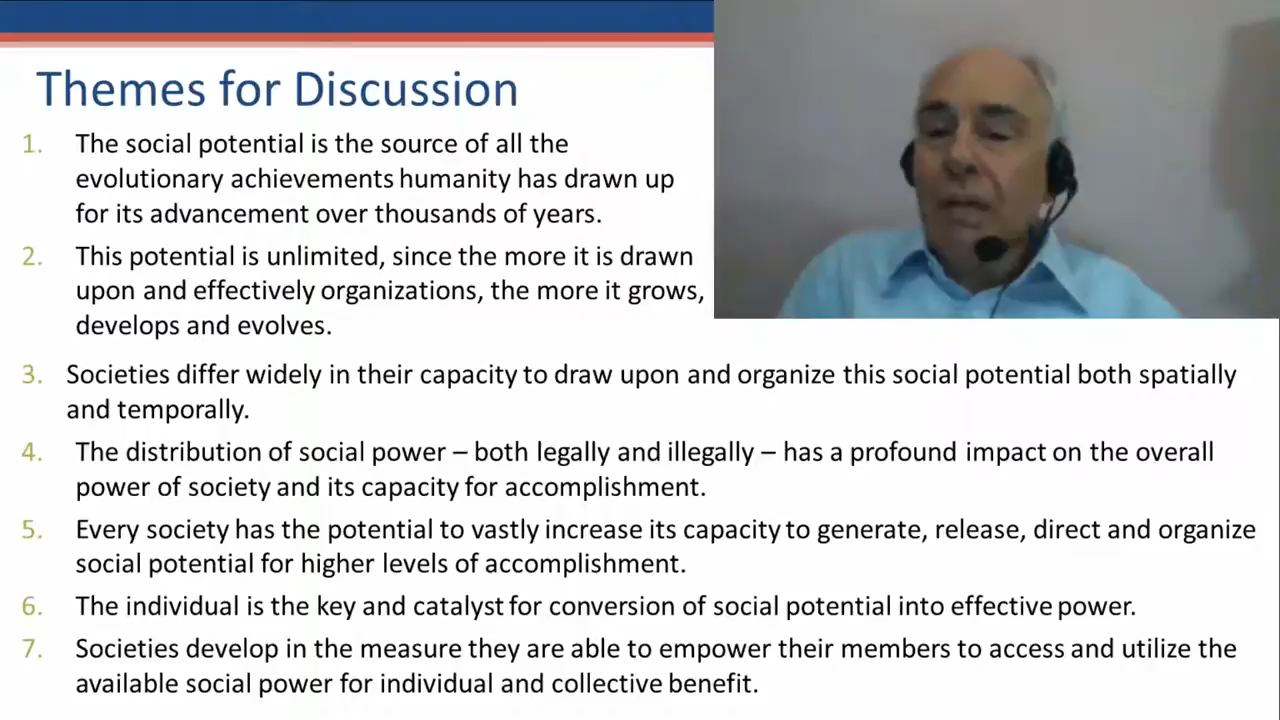 Themes for Discussion
1. The social potential is the source of all the
evolutionary achievements humanity has drawn up
for its advancement over thousands of years.
2. This potential is unlimited, since the more it is drawn
upon and effectively organizations, the more it grows,
develops and evolves.
3. Societies differ widely in their capacity to draw upon and organize this social potential both spatially
and temporally.
4. The distribution of social power – both legally and illegally – has a profound impact on the overall
power of society and its capacity for accomplishment.
5. Every society has the potential to vastly increase its capacity to generate, release, direct and organize
social potential for higher levels of accomplishment.
6. The individual is the key and catalyst for conversion of social potential into effective power.
7. Societies develop in the measure they are able to empower their members to access and utilize the
available social power for individual and collective benefit.